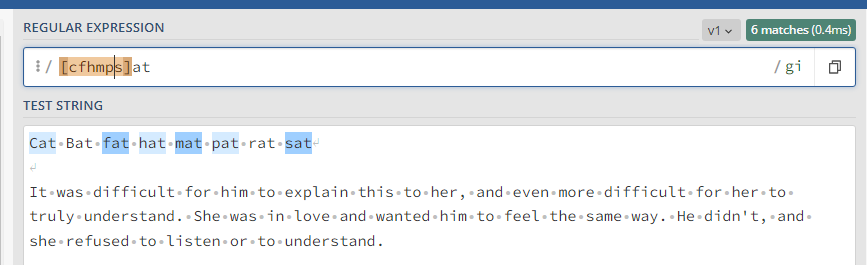 REGULAR EXPRESSION
v1
6 matches (0.4ms)
/ [cfhmps]at
/ gi
TEST STRING
Cat Bat fat hat mat pat rat sat
It was difficult for him to explain this to her, and even more difficult for her to
truly understand. She was in love and wanted him to feel the same way. He didn't, and
she refused to listen or to understand.